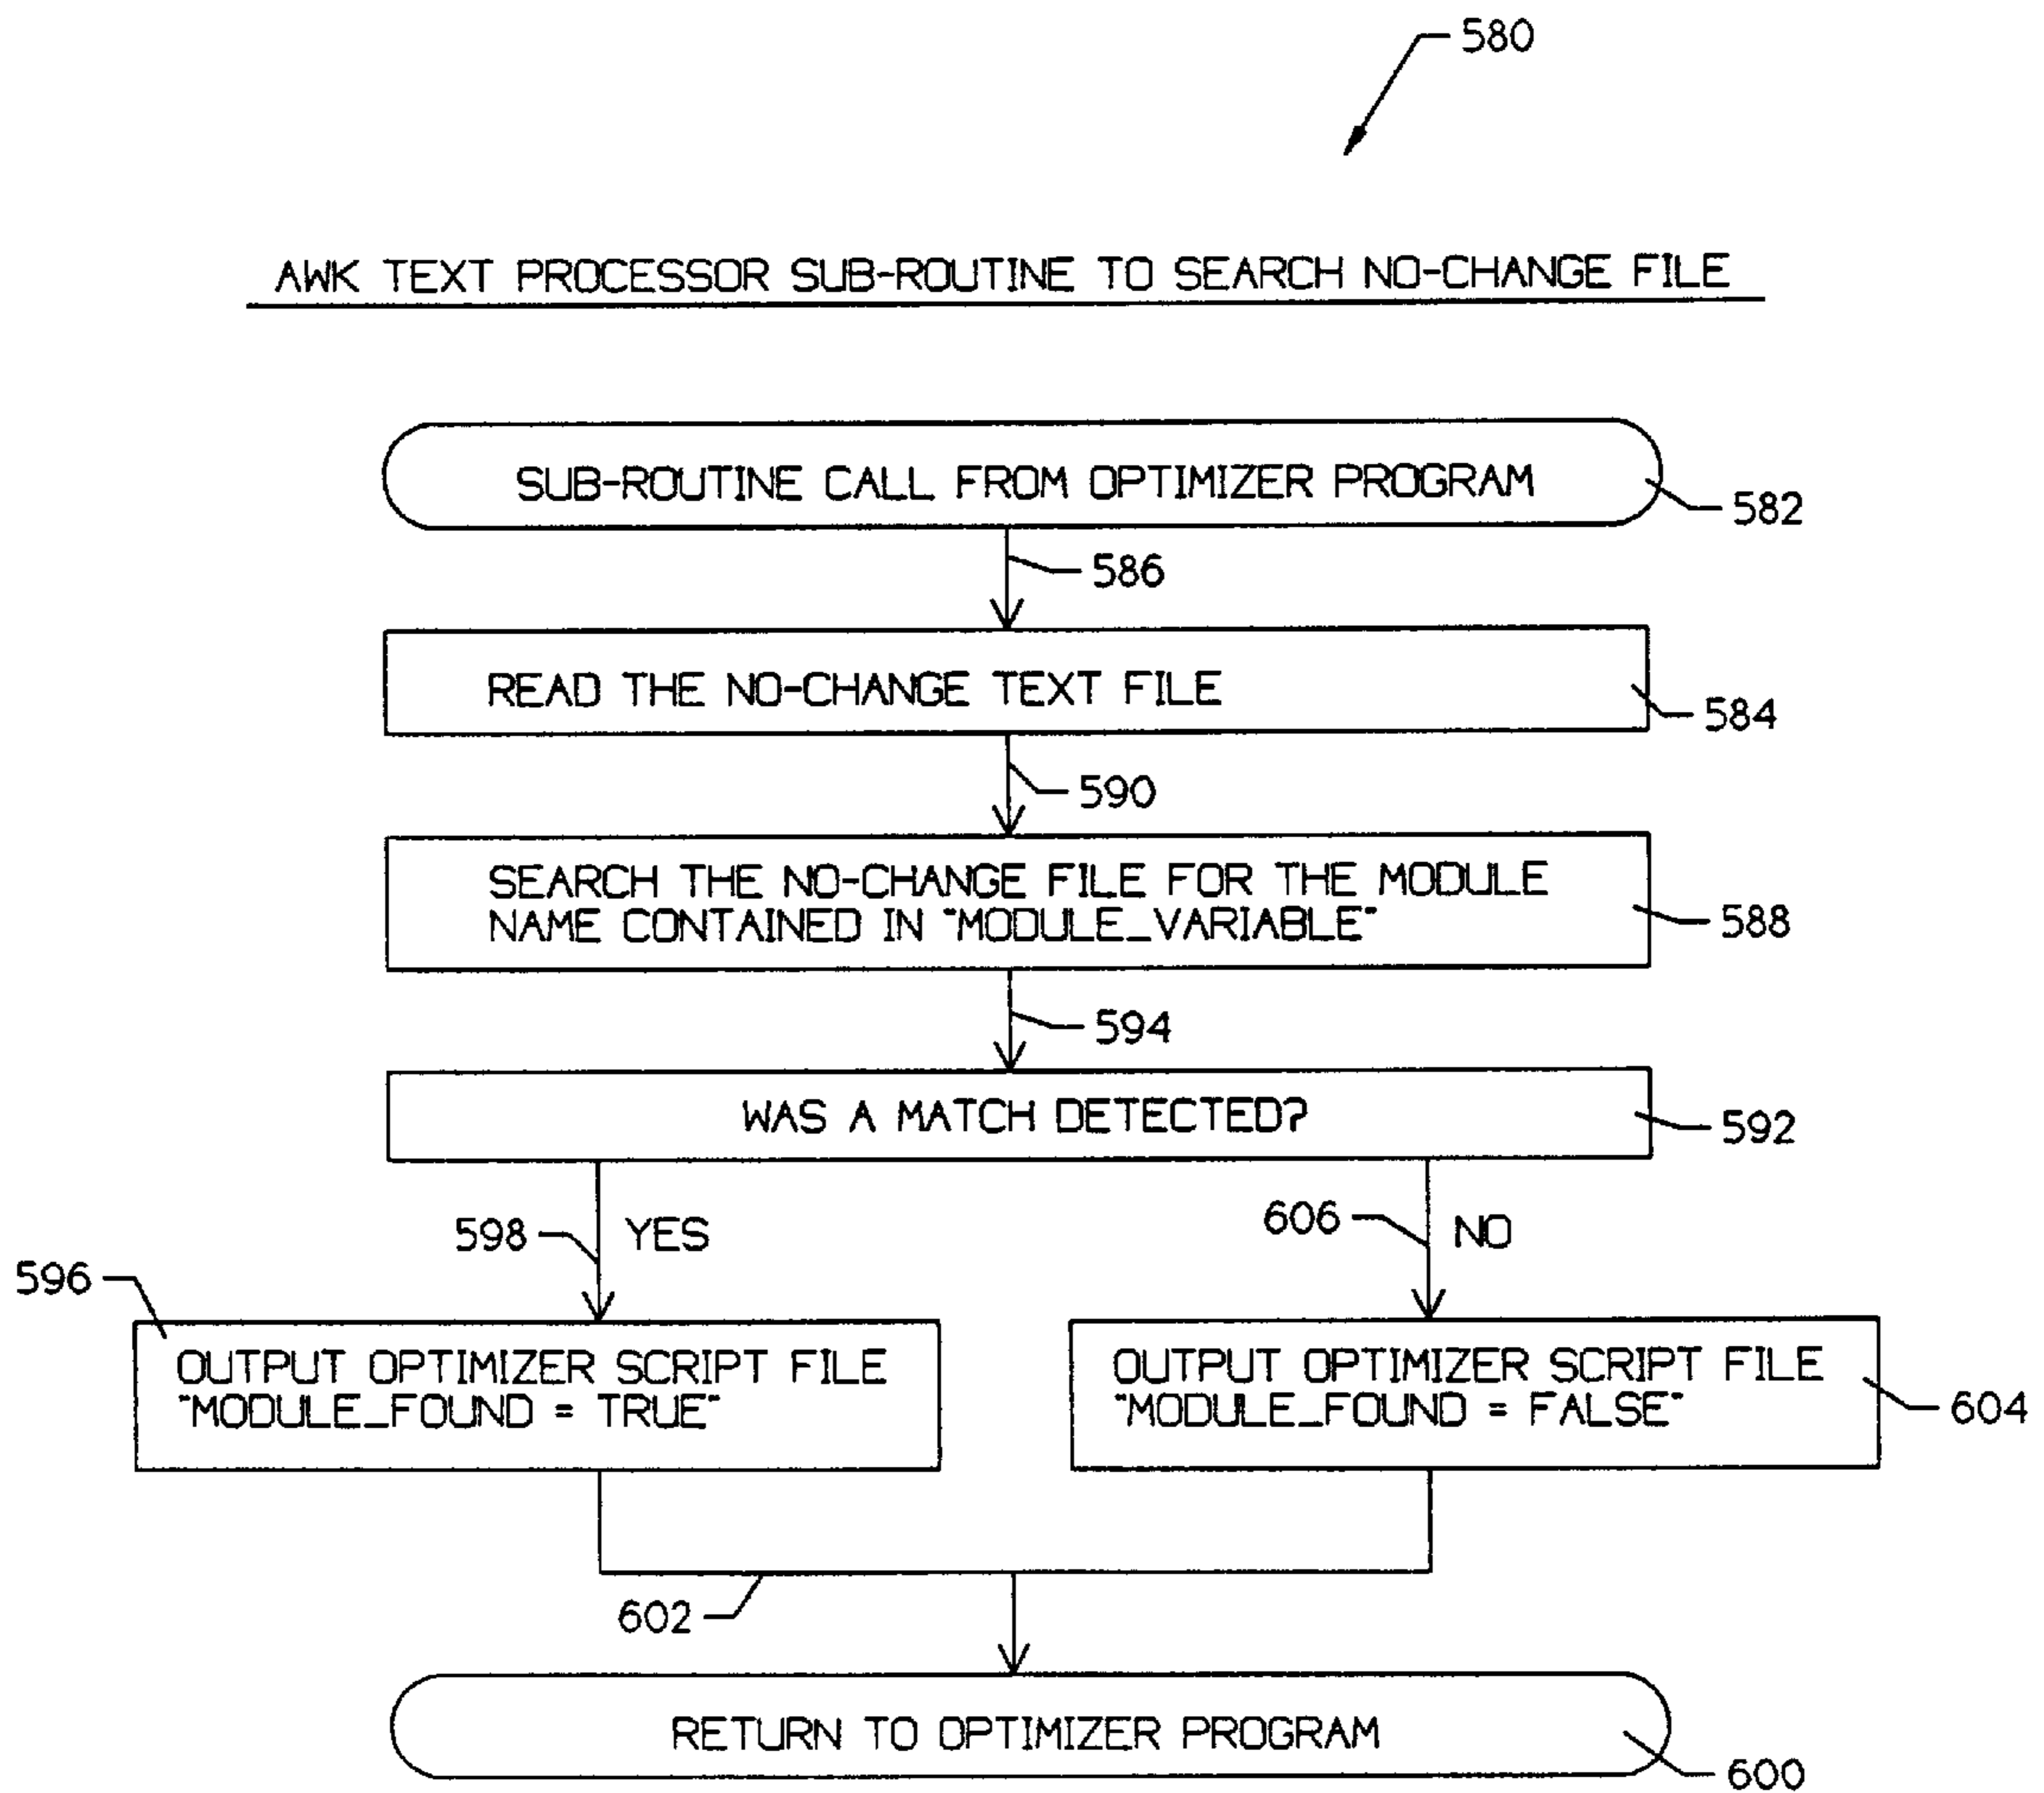 580
AWK TEXT PROCESSOR SUB-ROUTINE TO SEARCH NO-CHANGE FILE
SUB-ROUTINE CALL FROM OPTIMIZER PROGRAM
582
586
READ THE NO-CHANGE TEXT FILE
584
590
SEARCH THE NO-CHANGE FILE FOR THE MODULE
NAME CONTAINED IN "MODULE_VARIABLE"
588
594
WAS A MATCH DETECTED?
592
598
YES
606
NO
596
OUTPUT OPTIMIZER SCRIPT FILE
"MODULE_FOUND = TRUE"
OUTPUT OPTIMIZER SCRIPT FILE
"MODULE_FOUND = FALSE"
604
602
RETURN TO OPTIMIZER PROGRAM
600